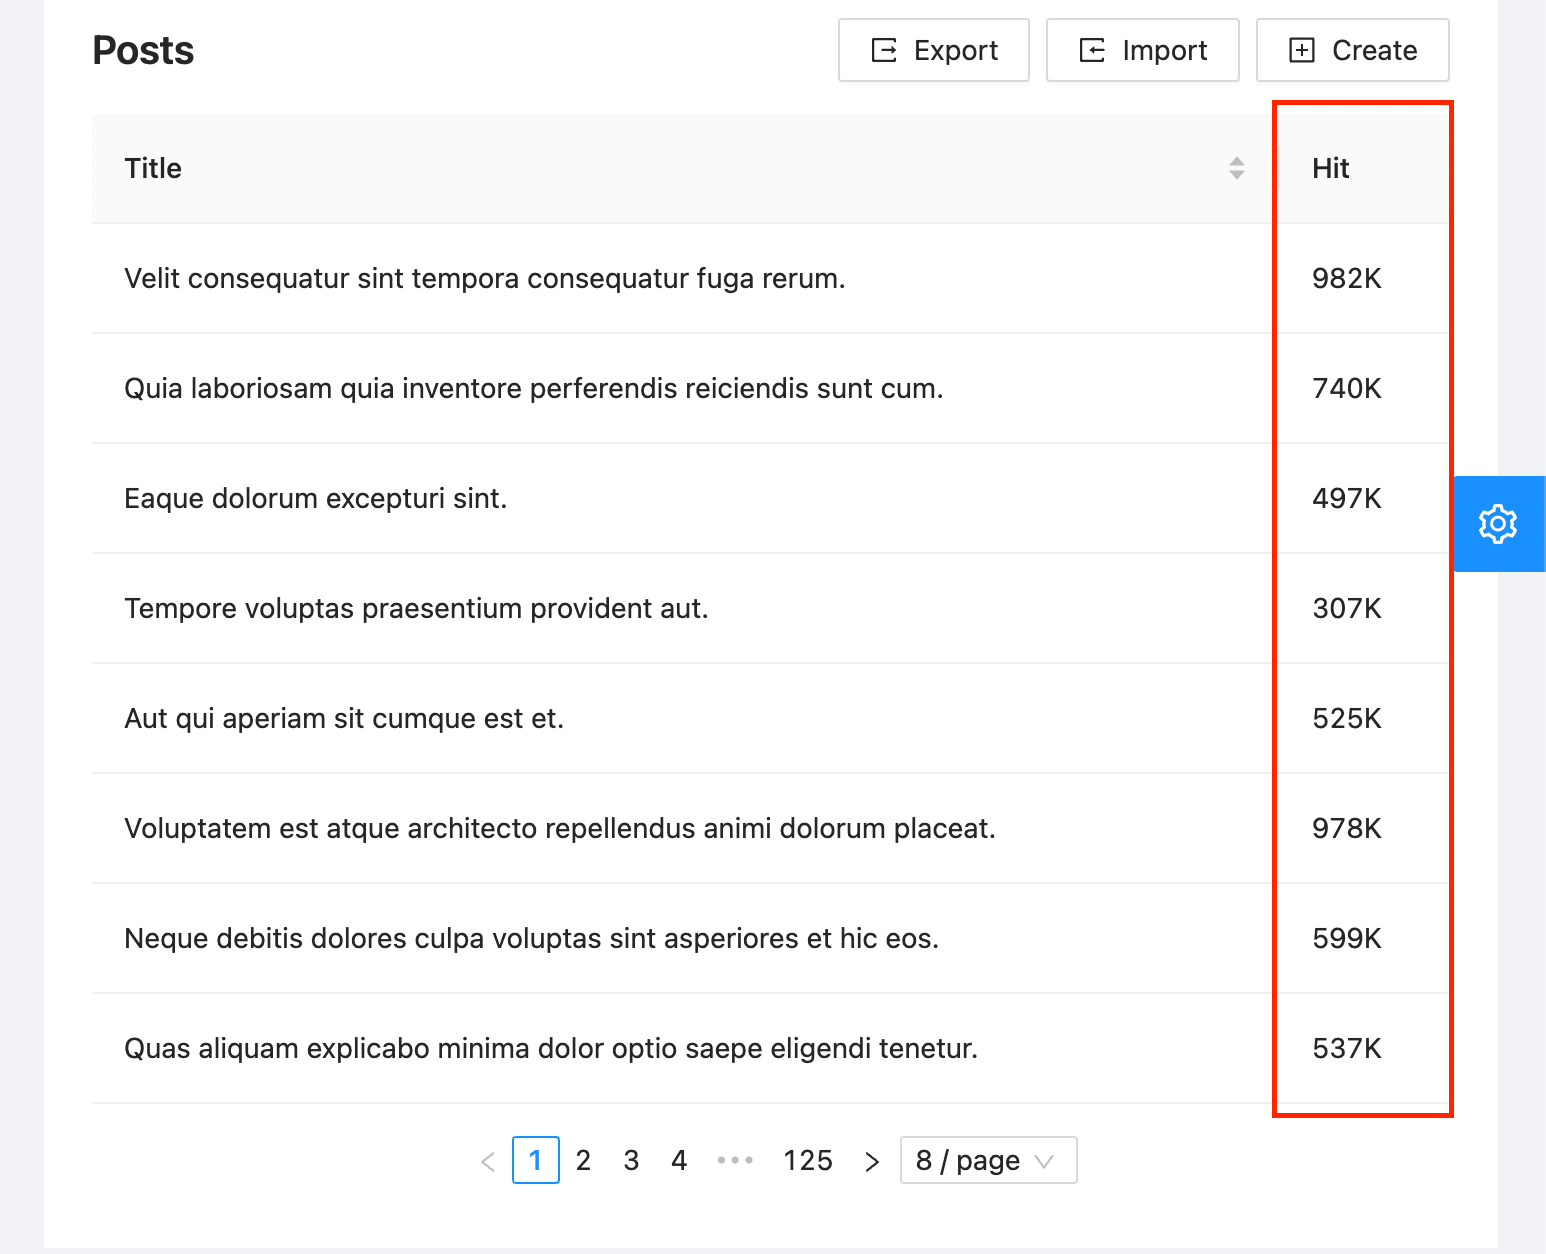 Posts
Export Import Create
Title Hit
Velit consequatur sint tempora consequatur fuga rerum. 982K
Quia laboriosam quia inventore perferendis reiciendis sunt cum. 740K
Eaque dolorum excepturi sint. 497K
Tempore voluptas praesentium provident aut. 307K
Aut qui aperiam sit cumque est et. 525K
Voluptatem est atque architecto repellendus animi dolorum placeat. 978K
Neque debitis dolores culpa voluptas sint asperiores et hic eos. 599K
Quas aliquam explicabo minima dolor optio saepe eligendi tenetur. 537K
< 1 2 3 4 ••• 125 > 8 / page